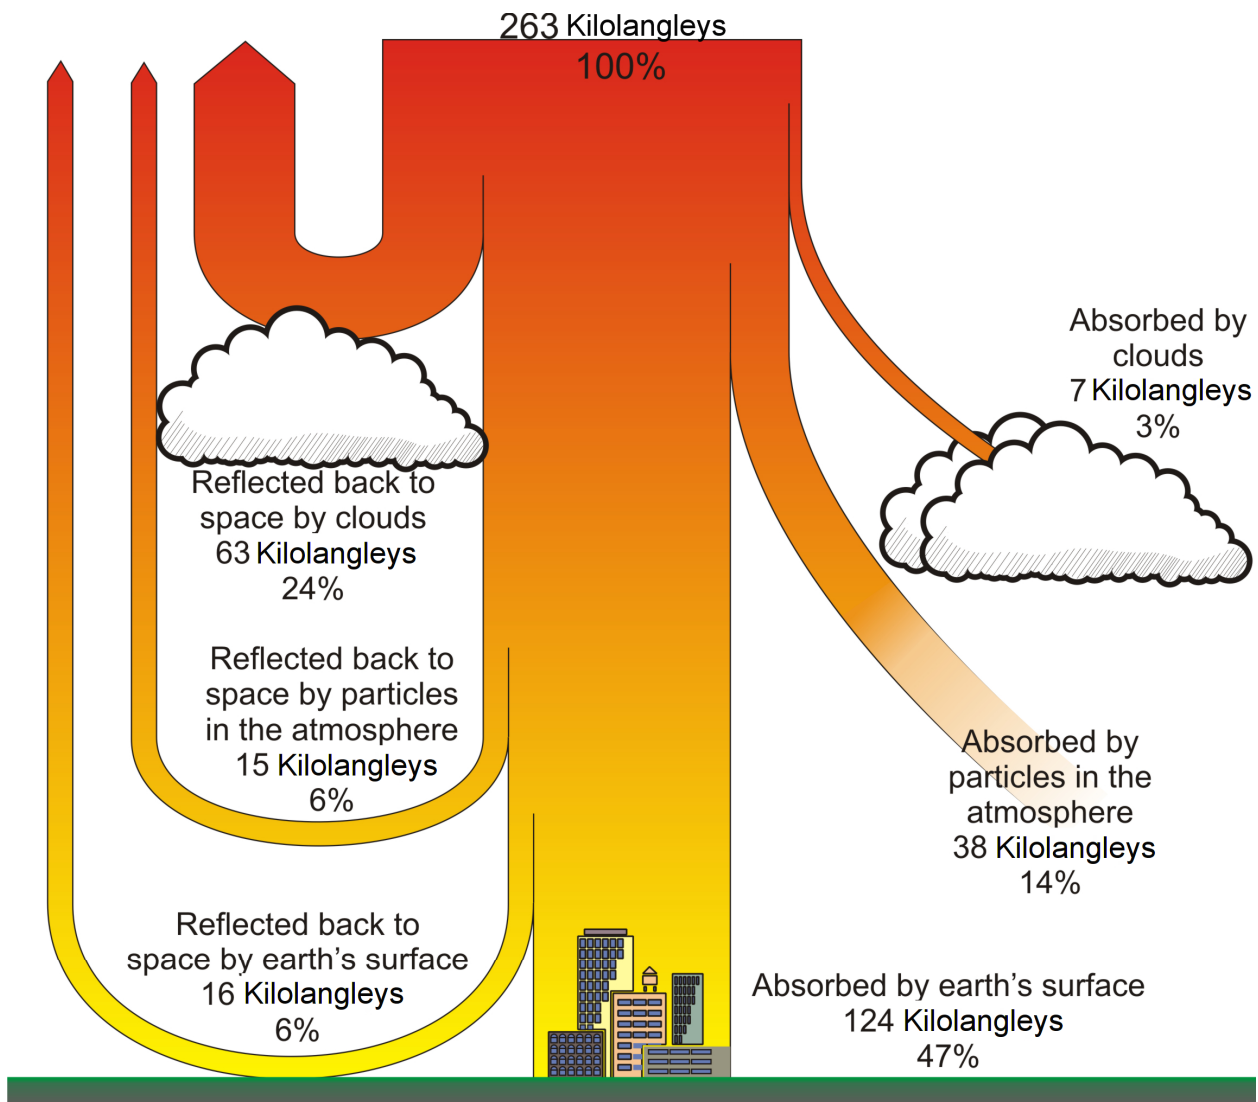 263 Kilolangleys
100%
Absorbed by
clouds
7 Kilolangleys
3%
Reflected back to
space by clouds
63 Kilolangleys
24%
Reflected back to
space by particles
in the atmosphere
15 Kilolangleys
6%
Absorbed by
particles in the
atmosphere
38 Kilolangleys
14%
Reflected back to
space by earth's surface
16 Kilolangleys
6%
Absorbed by earth's surface
124 Kilolangleys
47%